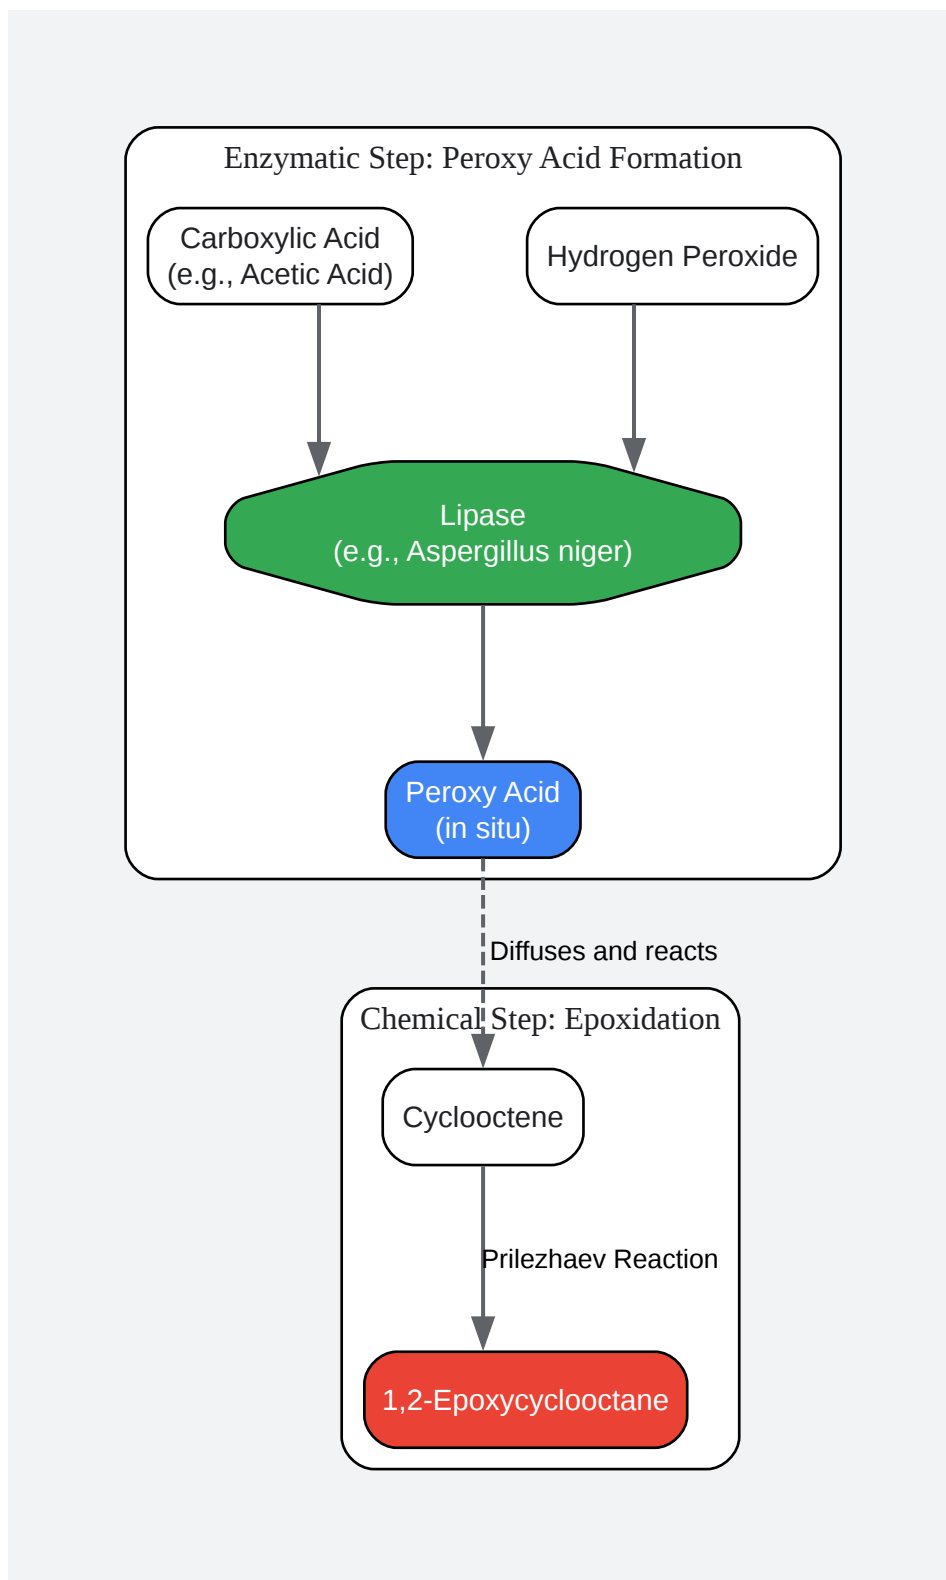 Enzymatic Step: Peroxy Acid Formation
Carboxylic Acid
(e.g., Acetic Acid)
Hydrogen Peroxide
Lipase
(e.g., Aspergillus niger)
Peroxy Acid
(in situ)
Diffuses and reacts
Chemical Step: Epoxidation
Cyclooctene
Prilezhaev Reaction
1,2-Epoxycyclooctane